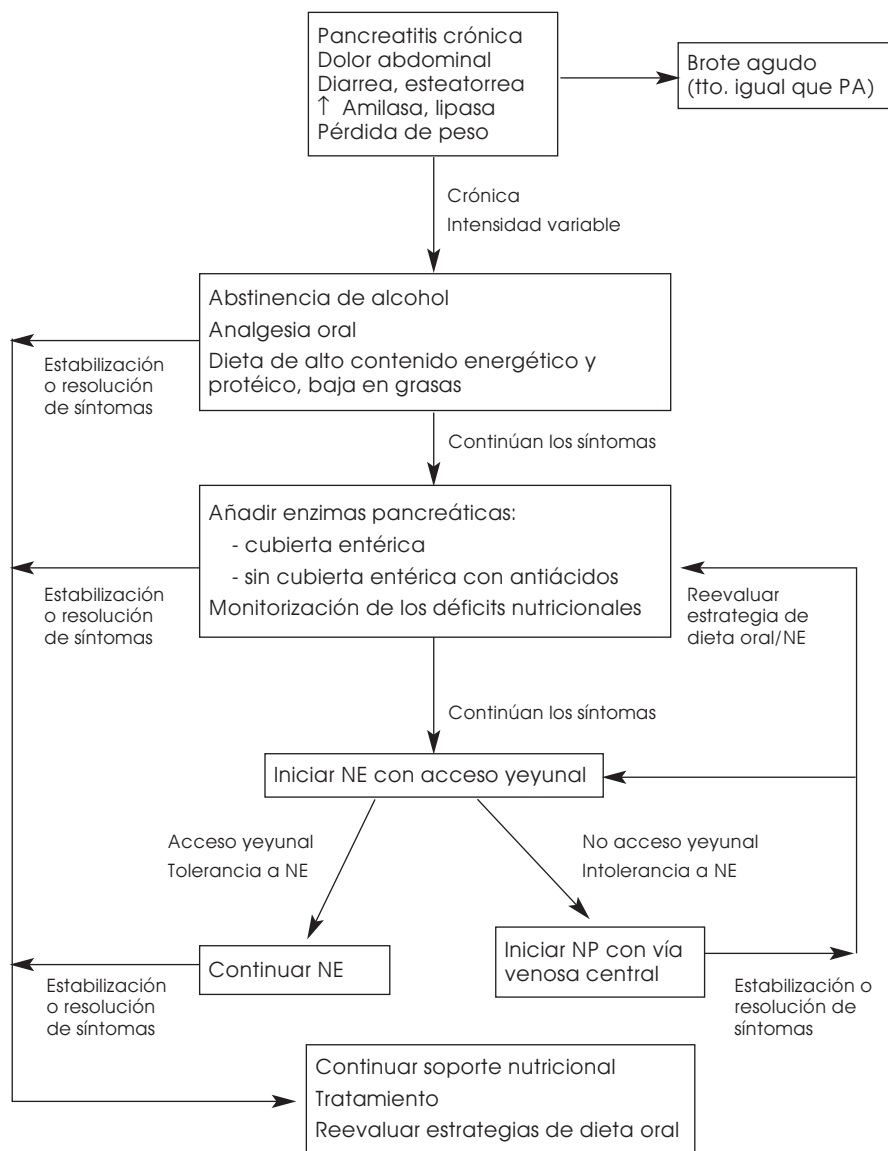 Pancreatitis crónica
Dolor abdominal
Diarrea, esteatorrea
↑ Amilasa, lipasa
Pérdida de peso
Brote agudo
(tto. igual que PA)
Crónica
Intensidad variable
Abstinencia de alcohol
Analgesia oral
Dieta de alto contenido energético y
protéico, baja en grasas
Estabilización
o resolución
de síntomas
Continúan los síntomas
Añadir enzimas pancreáticas:
- cubierta entérica
- sin cubierta entérica con antiácidos
Monitorización de los déficits nutricionales
Estabilización
o resolución
de síntomas
Reevaluar
estrategia de
dieta oral/NE
Continúan los síntomas
Iniciar NE con acceso yeyunal
Acceso yeyunal
Tolerancia a NE
No acceso yeyunal
Intolerancia a NE
Continuar NE
Iniciar NP con vía
venosa central
Estabilización
o resolución
de síntomas
Estabilización o
resolución de
síntomas
Continuar soporte nutricional
Tratamiento
Reevaluar estrategias de dieta oral